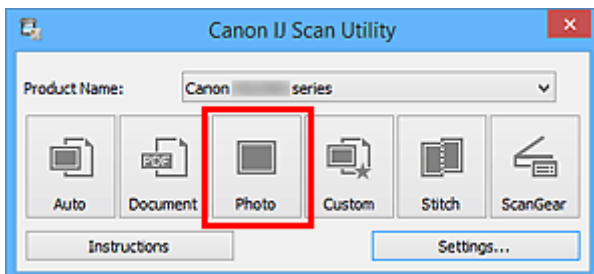 Canon IJ Scan Utility
Product Name: Canon series
PDF
Auto Document Photo Custom Stitch ScanGear
Instructions Settings...